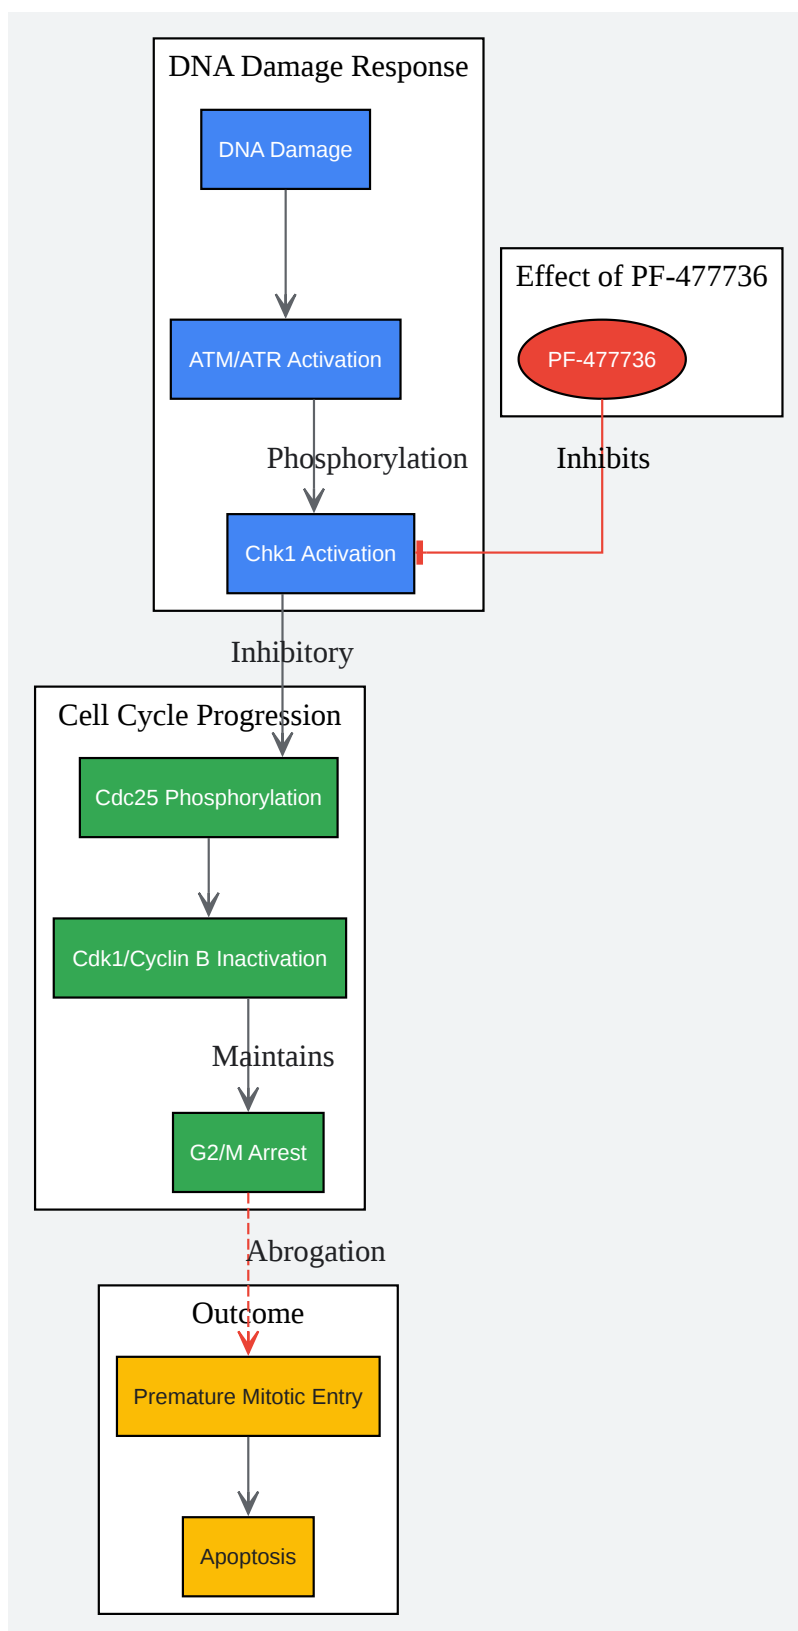 DNA Damage Response
DNA Damage
Effect of PF-477736
ATM/ATR Activation
PF-477736
Phosphorylation
Inhibits
Chk1 Activation
Inhibitory
Cell Cycle Progression
Cdc25 Phosphorylation
Cdk1/Cyclin B Inactivation
Maintains
G2/M Arrest
Abrogation
Outcome
Premature Mitotic Entry
Apoptosis